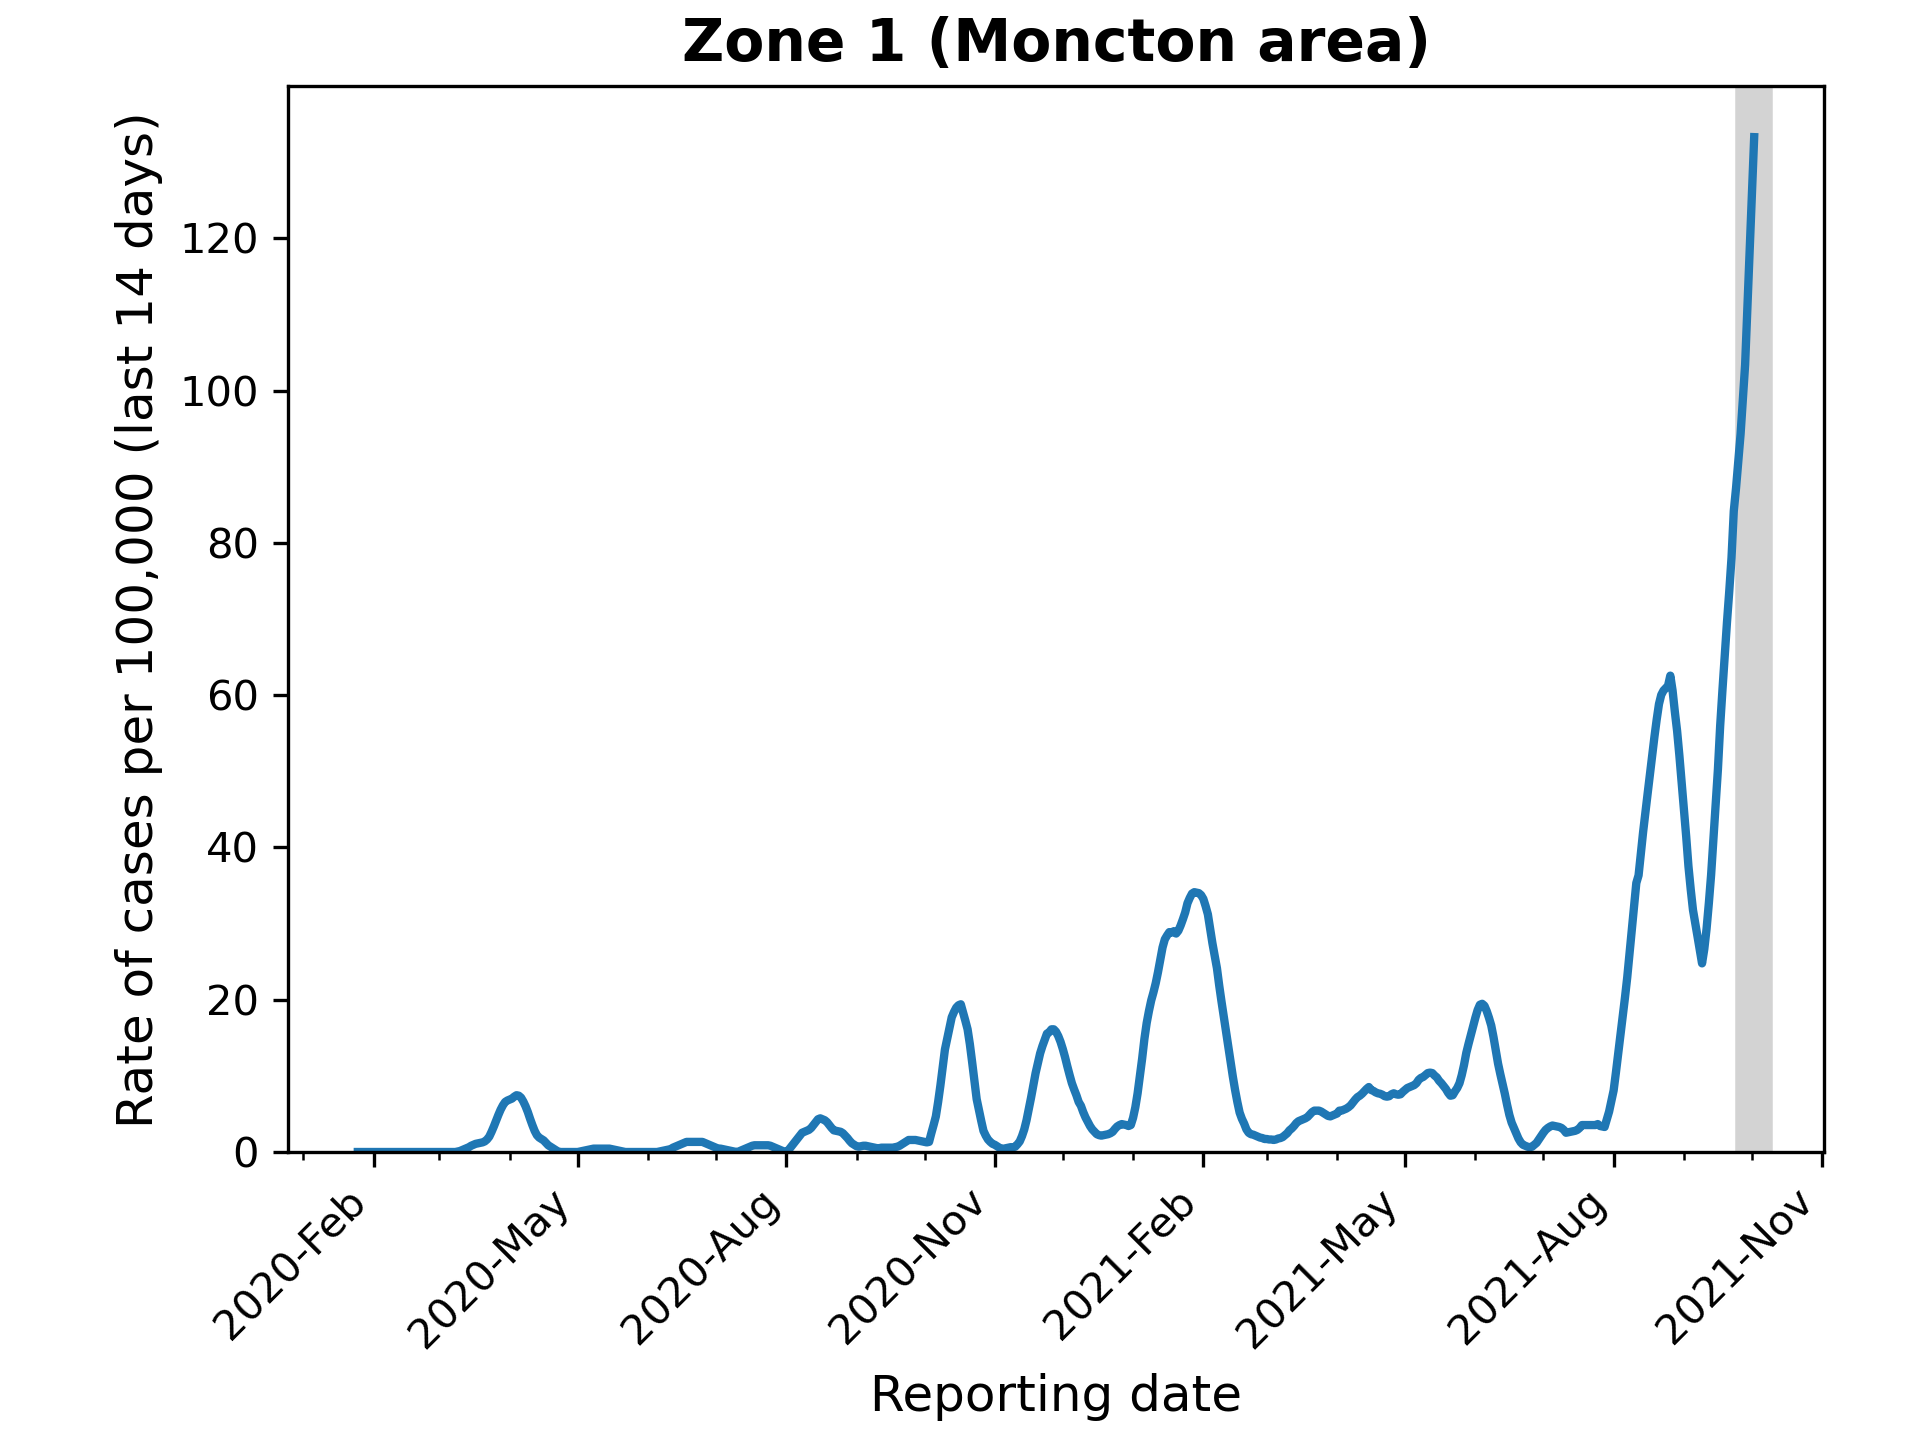 Zone 1 (Moncton area)
Rate of cases per 100,000 (last 14 days)
120
100
80
60
40
20
0
2020-Feb
2020-May
2020-Aug
2020-Nov
2021-Feb
2021-May
2021-Aug
2021-Nov
Reporting date